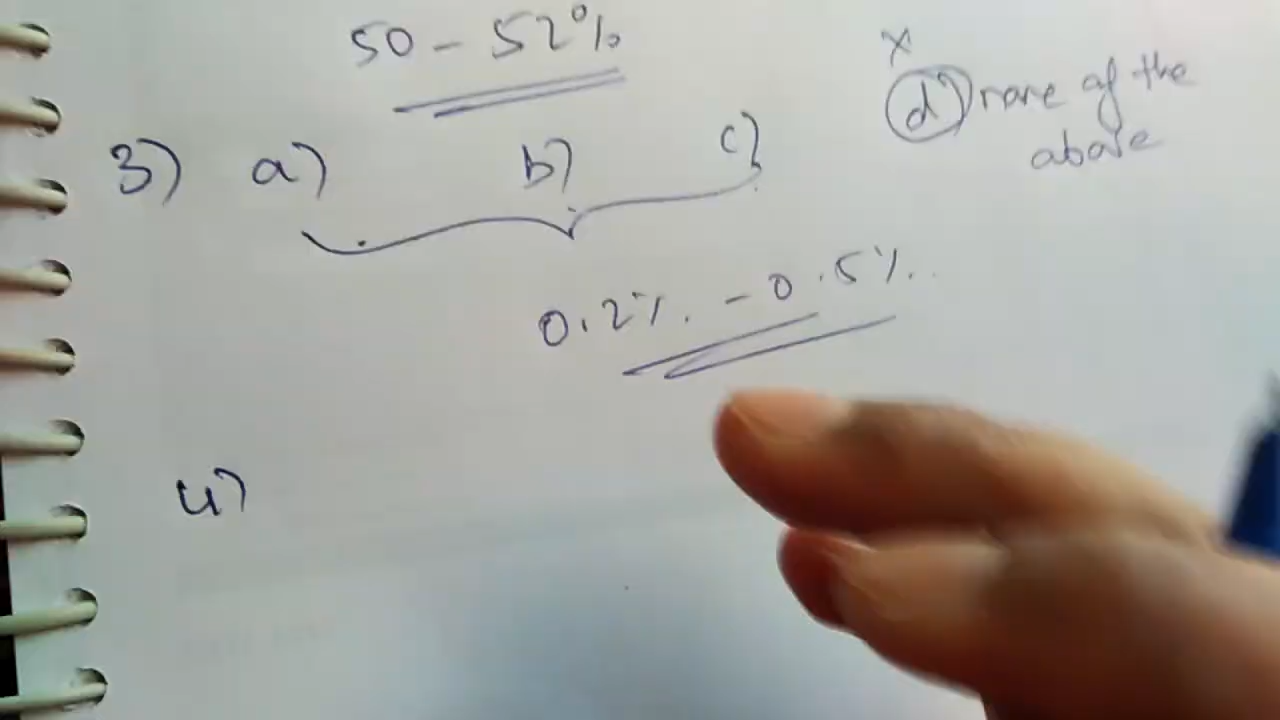 50 - 52%
x
d) none of the
above
3) a) b) c)
0.2% - 0.5%.
4)